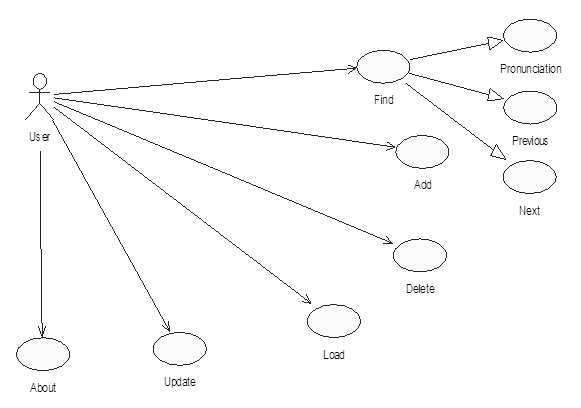 Pronunciation
Find
Previous
User
Add
Next
Delete
Load
Update
About